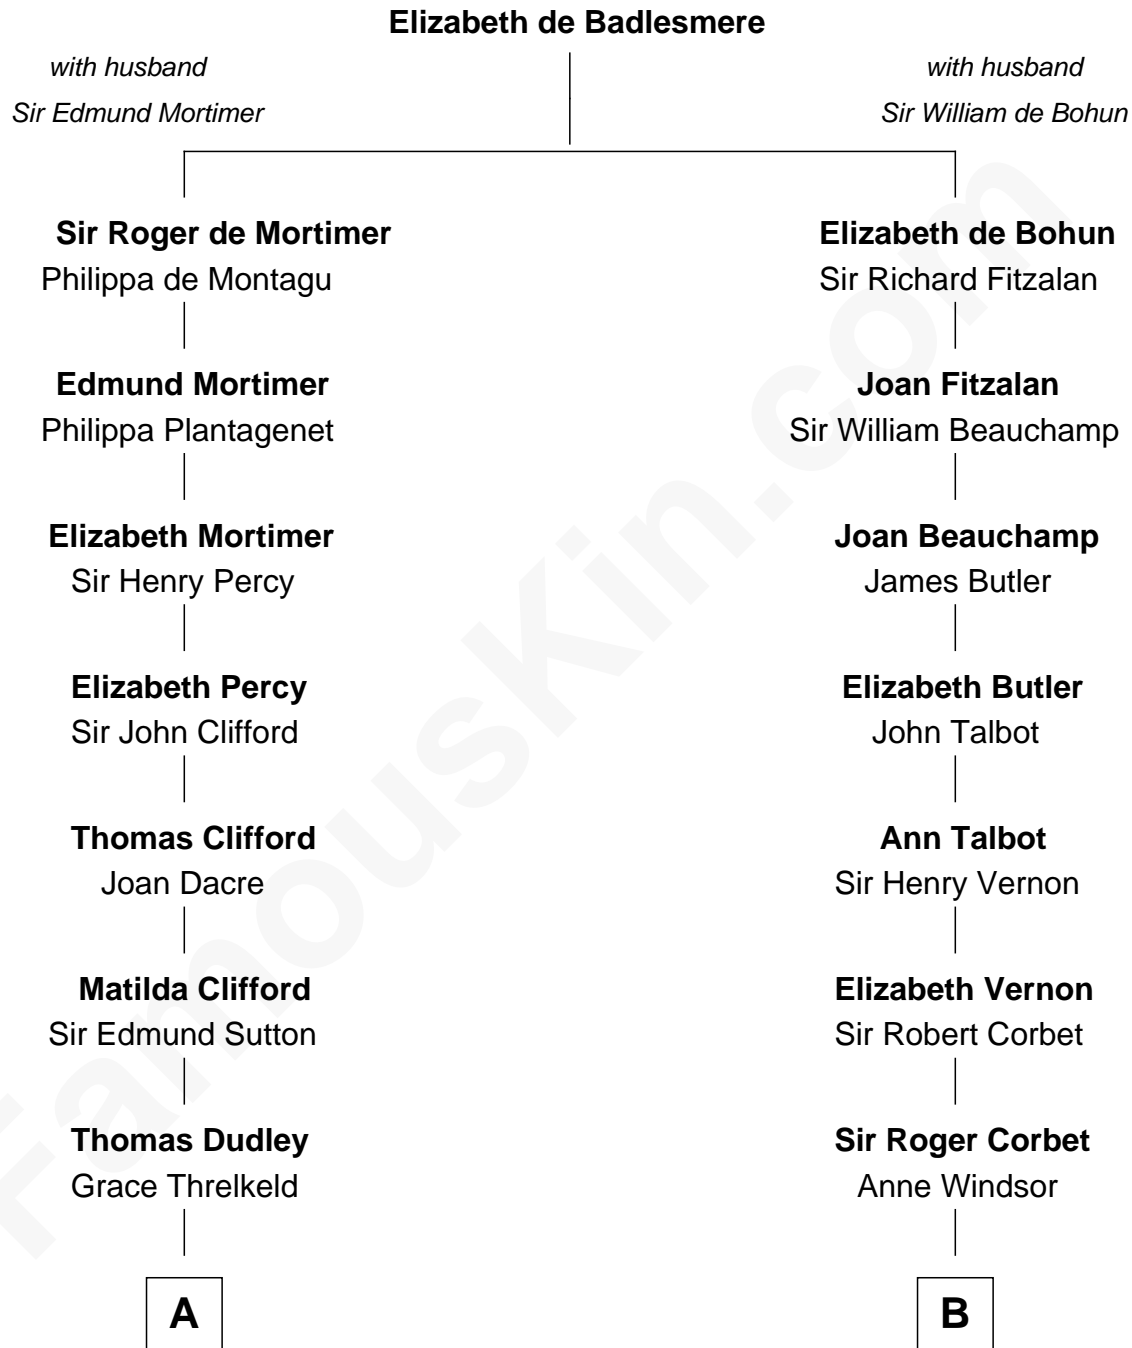 Elizabeth de Badlesmere
with husband
Sir Edmund Mortimer
with husband
Sir William de Bohun
Sir Roger de Mortimer
Philippa de Montagu
Elizabeth de Bohun
Sir Richard Fitzalan
Edmund Mortimer
Philippa Plantagenet
Joan Fitzalan
Sir William Beauchamp
Elizabeth Mortimer
Sir Henry Percy
Joan Beauchamp
James Butler
Elizabeth Percy
Sir John Clifford
Elizabeth Butler
John Talbot
Thomas Clifford
Joan Dacre
Ann Talbot
Sir Henry Vernon
Matilda Clifford
Sir Edmund Sutton
Elizabeth Vernon
Sir Robert Corbet
Thomas Dudley
Grace Threlkeld
Sir Roger Corbet
Anne Windsor
A
B
FamousKin.com